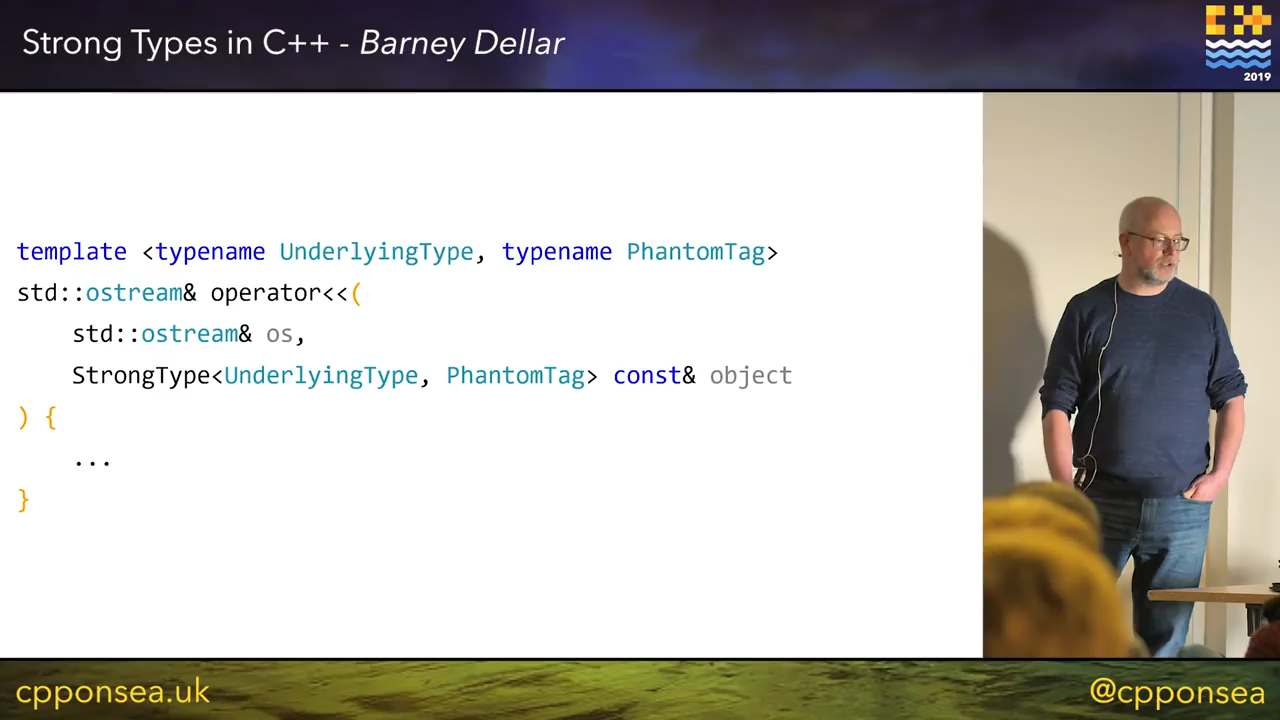 Strong Types in C++ - Barney Dellar
2019
template <typename UnderlyingType, typename PhantomTag>
std::ostream& operator<<(
    std::ostream& os,
    StrongType<UnderlyingType, PhantomTag> const& object
) {
    ...
}
cpponsea.uk
@cpponsea